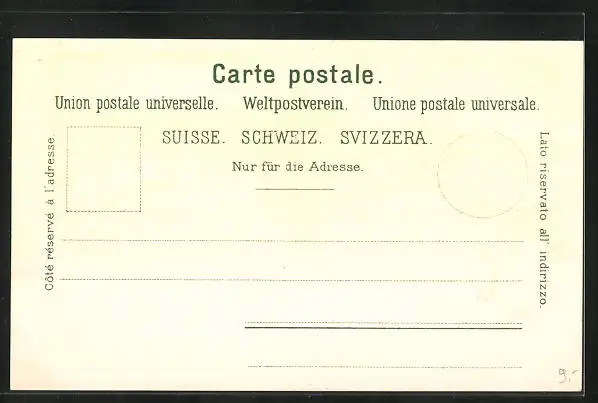 Carte postale.
Union postale universelle. Weltpostverein. Unione postale universale.
SUISSE. SCHWEIZ. SVIZZERA.
Nur für die Adresse.
Côté réservé à l'adresse.
Lato riservato all' indirizzo.
9.-